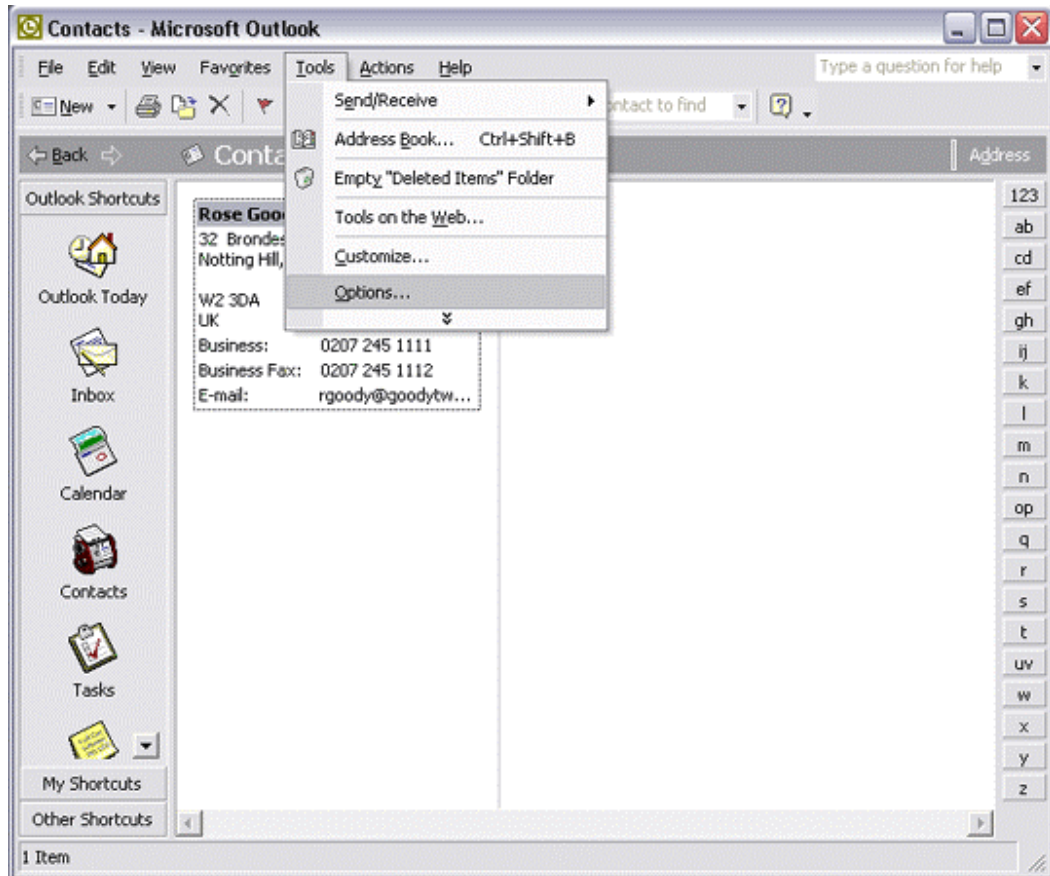 Contacts - Microsoft Outlook
File Edit View Favorites Tools Actions Help
Type a question for help
New
to find
Back
Address
Send/Receive
Address Book... Ctrl+Shift+B
Empty "Deleted Items" Folder
Tools on the Web...
Customize...
Options...
Outlook Shortcuts
Outlook Today
Inbox
Calendar
Contacts
Tasks
My Shortcuts
Other Shortcuts
Rose
32
Notting Hill,
W2 3DA
UK
Business: 0207 245 1111
Business Fax: 0207 245 1112
E-mail: rgoody@goodytw...
123
ab
cd
ef
gh
ij
k
l
m
n
op
q
r
s
t
uv
w
x
y
z
1 Item